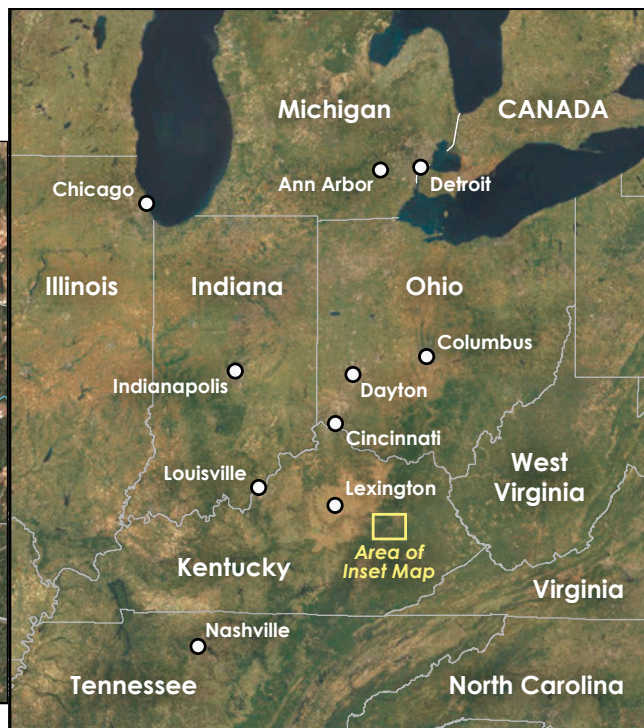 Michigan
CANADA
Ann Arbor
Detroit
Chicago
Illinois
Indiana
Ohio
Columbus
Indianapolis
Dayton
Cincinnati
Louisville
Lexington
West
Virginia
Area of
Inset Map
Kentucky
Virginia
Nashville
Tennessee
North Carolina